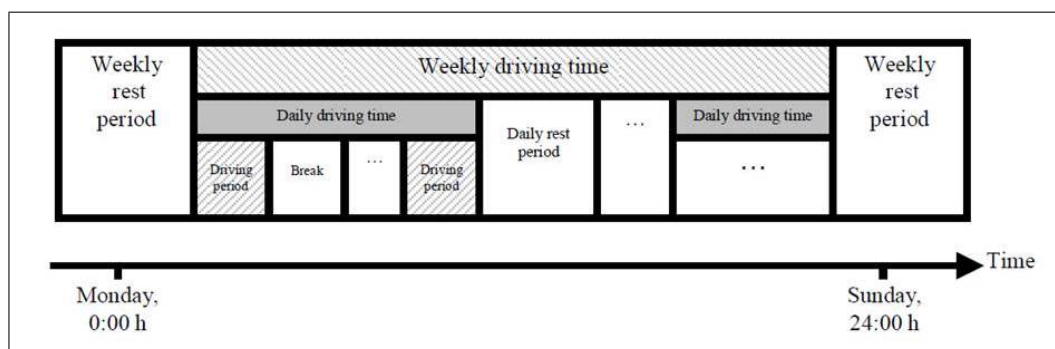 Weekly
rest
period
Weekly driving time
Daily driving time
Driving
period
Break
...
Driving
period
Daily rest
period
...
Daily driving time
...
Weekly
rest
period
Time
Monday,
0:00 h
Sunday,
24:00 h